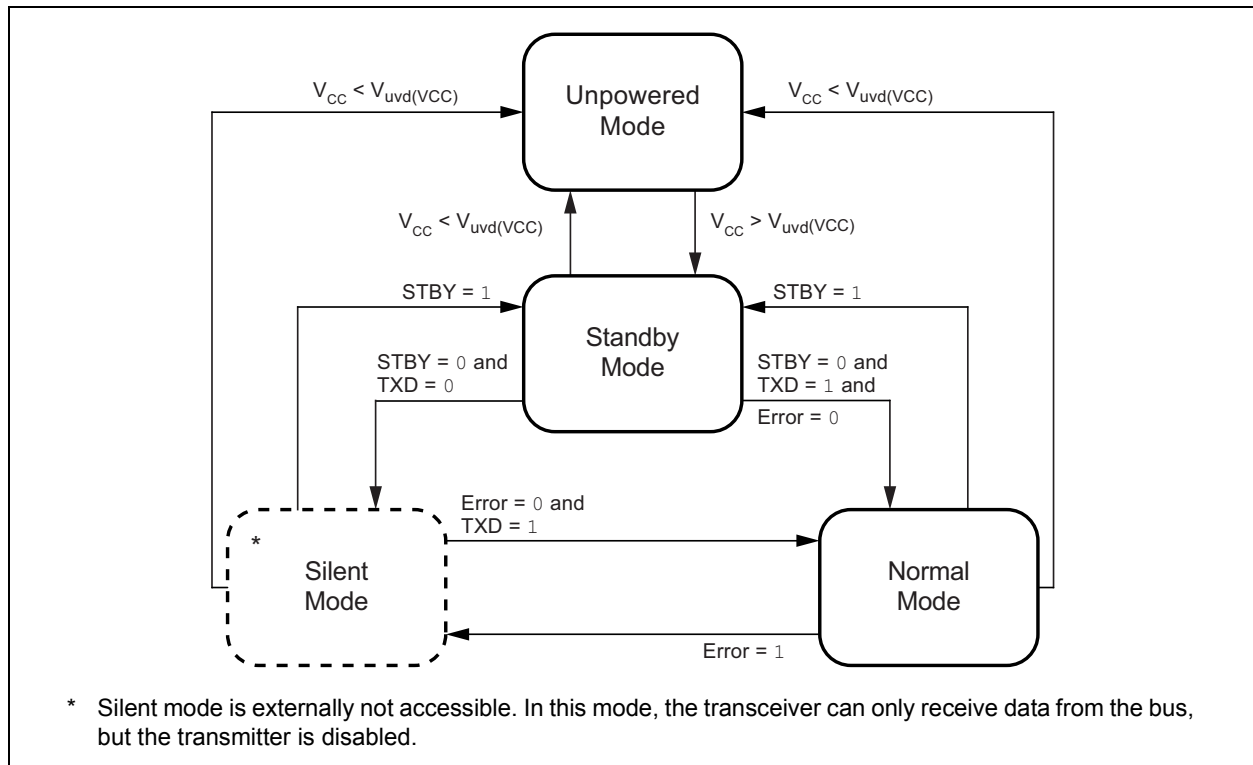 V_CC < V_uvd(VCC)
Unpowered
Mode
V_CC < V_uvd(VCC)
V_CC < V_uvd(VCC)
V_CC > V_uvd(VCC)
STBY = 1
STBY = 1
Standby
Mode
STBY = 0 and
TXD = 0
STBY = 0 and
TXD = 1 and
Error = 0
Error = 0 and
TXD = 1
*
Silent
Mode
Normal
Mode
Error = 1
* Silent mode is externally not accessible. In this mode, the transceiver can only receive data from the bus,
but the transmitter is disabled.